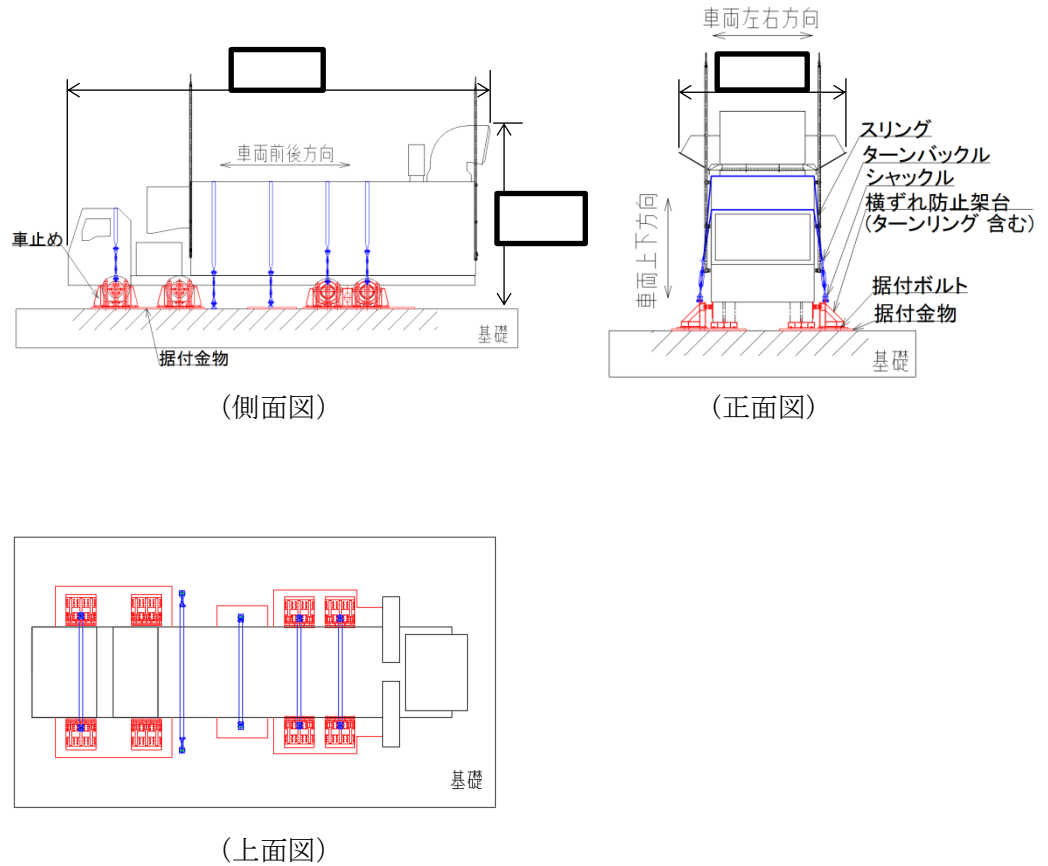 車両前後方向
車止め
基礎
据付金物
（側面図）
車両左右方向
車両上下方向
スリング
ターンバックル
シャックル
横ずれ防止架台
(ターンリング 含む)
据付ボルト
据付金物
基礎
（正面図）
基礎
（上面図）